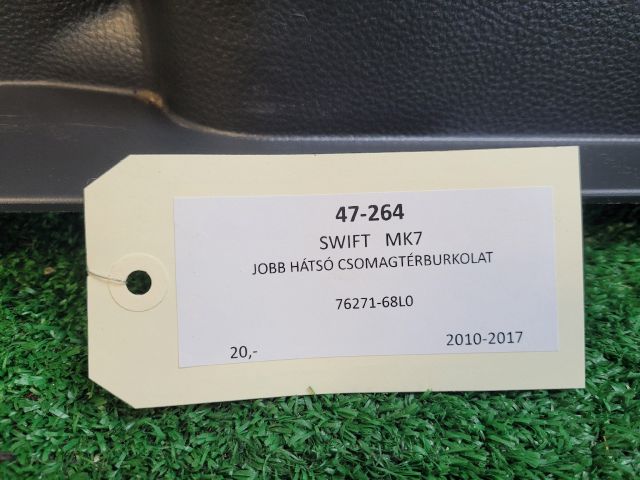 47-264
SWIFT MK7
JOBB HÁTSÓ CSOMAGTÉRBURKOLAT
76271-68L0
20,- 2010-2017